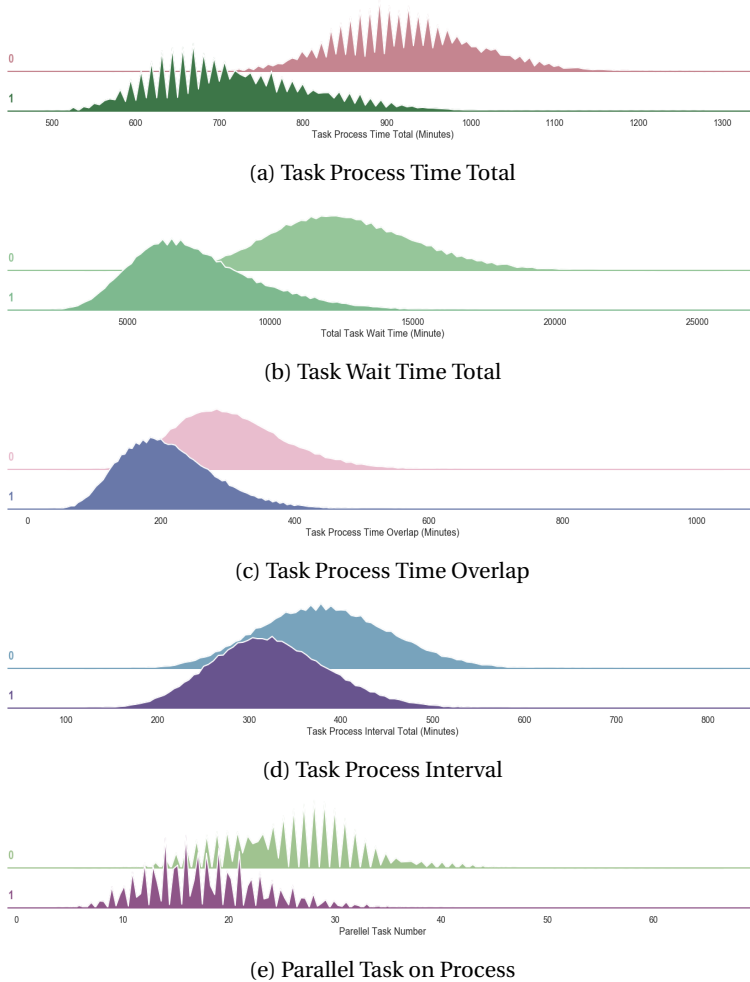 0
1
500 600 700 800 900 1000 1100 1200 1300
Task Process Time Total (Minutes)
(a) Task Process Time Total
0
1
5000 10000 15000 20000 25000
Total Task Wait Time (Minute)
(b) Task Wait Time Total
0
1
0 200 400 600 800 1000
Task Process Time Overlap (Minutes)
(c) Task Process Time Overlap
0
1
100 200 300 400 500 600 700 800
Task Process Interval Total (Minutes)
(d) Task Process Interval
0
1
0 10 20 30 40 50 60
Parallel Task Number
(e) Parallel Task on Process